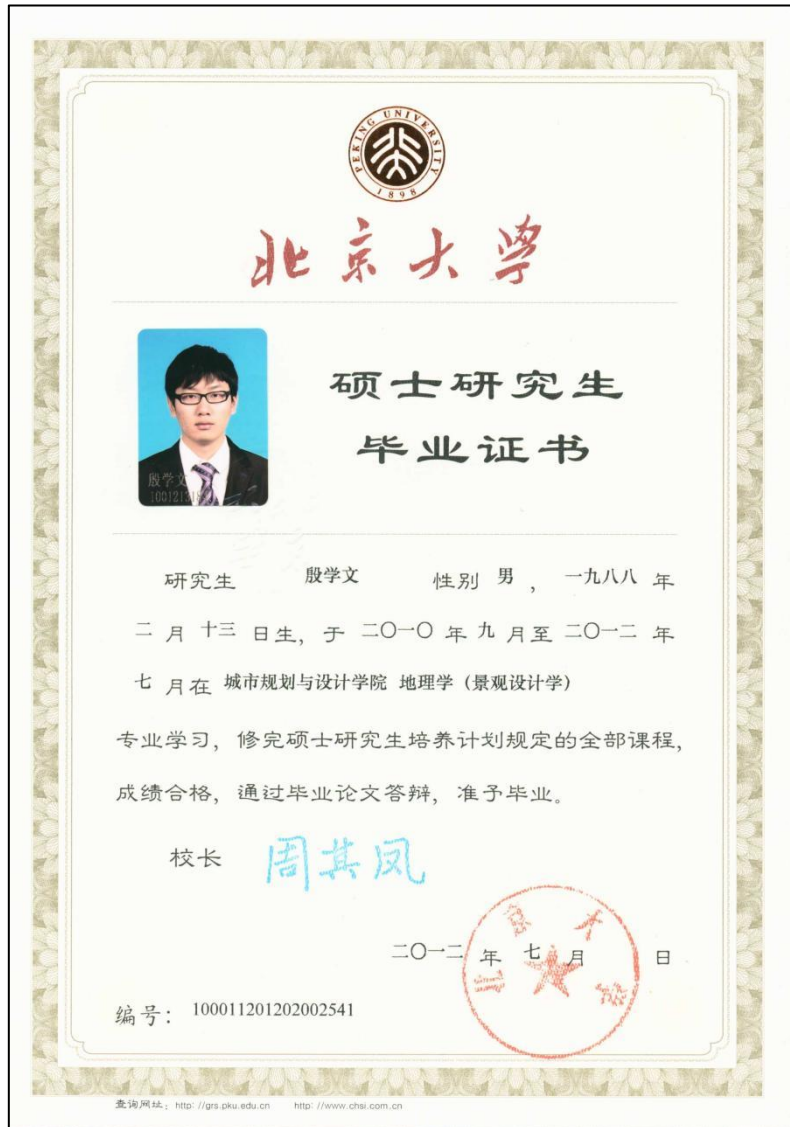 PEKING UNIVERSITY
1898
北京大学
硕士研究生
毕业证书
殷学文
研究生 殷学文 性别 男 , 一九八八 年
二 月 十三 日生, 于 二〇一〇 年 九 月至 二〇一二 年
七 月在 城市规划与设计学院 地理学 (景观设计学)
专业学习, 修完硕士研究生培养计划规定的全部课程,
成绩合格, 通过毕业论文答辩, 准予毕业。
校长 周其凤
北京大学
二〇一二 年 七 月 日
编号: 100011201202002541
查询网址: http://grs.pku.edu.cn http://www.chsi.com.cn